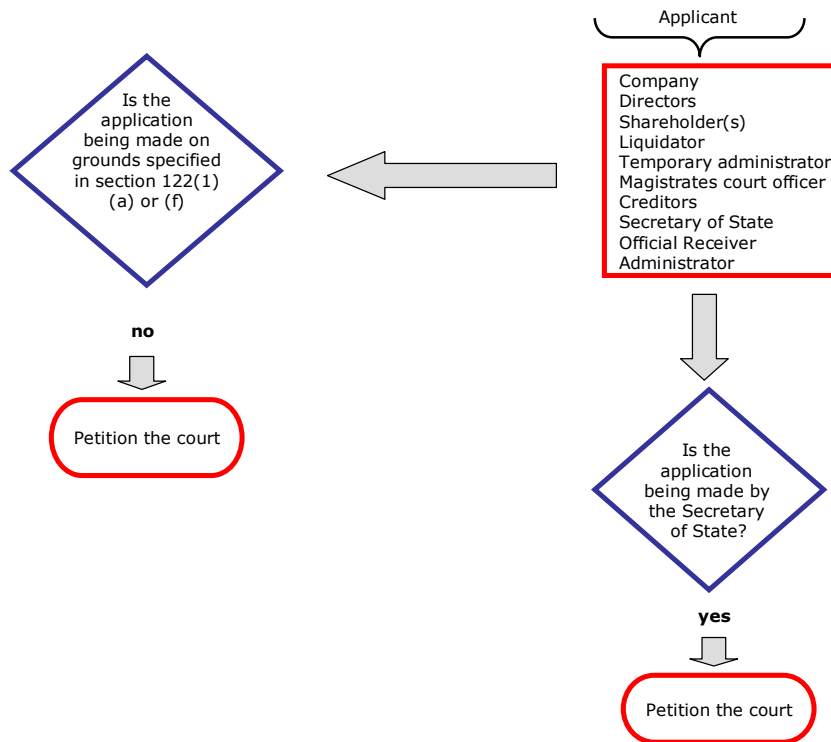 Applicant
Company
Directors
Shareholder(s)
Liquidator
Temporary administrator
Magistrates court officer
Creditors
Secretary of State
Official Receiver
Administrator
Is the
application
being made on
grounds specified
in section 122(1)
(a) or (f)
no
Petition the court
Is the
application
being made by
the Secretary
of State?
yes
Petition the court